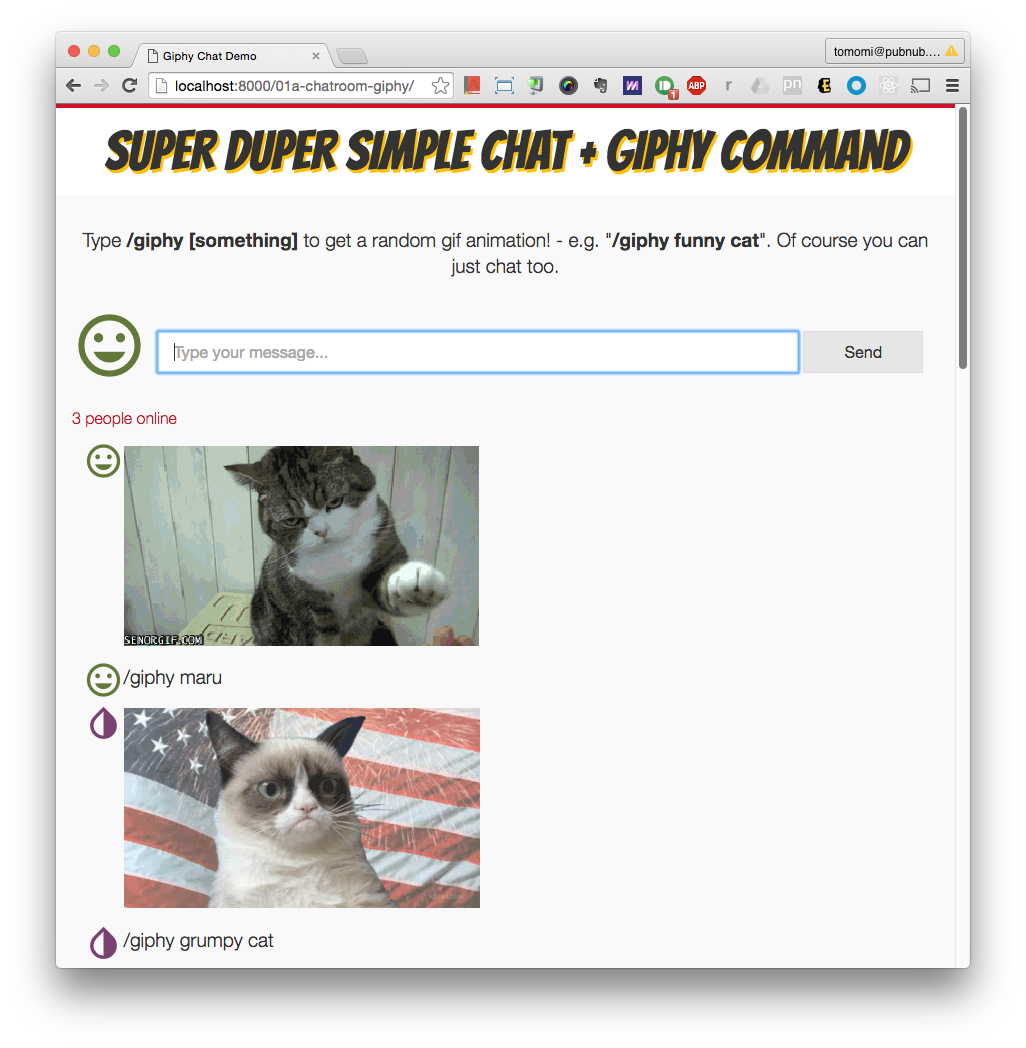 Giphy Chat Demo
tomomi@pubnub....
localhost:8000/01a-chatroom-giphy/
1
ABP
r
pn
E
SUPER DUPER SIMPLE CHAT + GIPHY COMMAND
Type /giphy [something] to get a random gif animation! - e.g. "/giphy funny cat". Of course you can
just chat too.
Type your message...
Send
3 people online
SENORGIF.COM
/giphy maru
/giphy grumpy cat